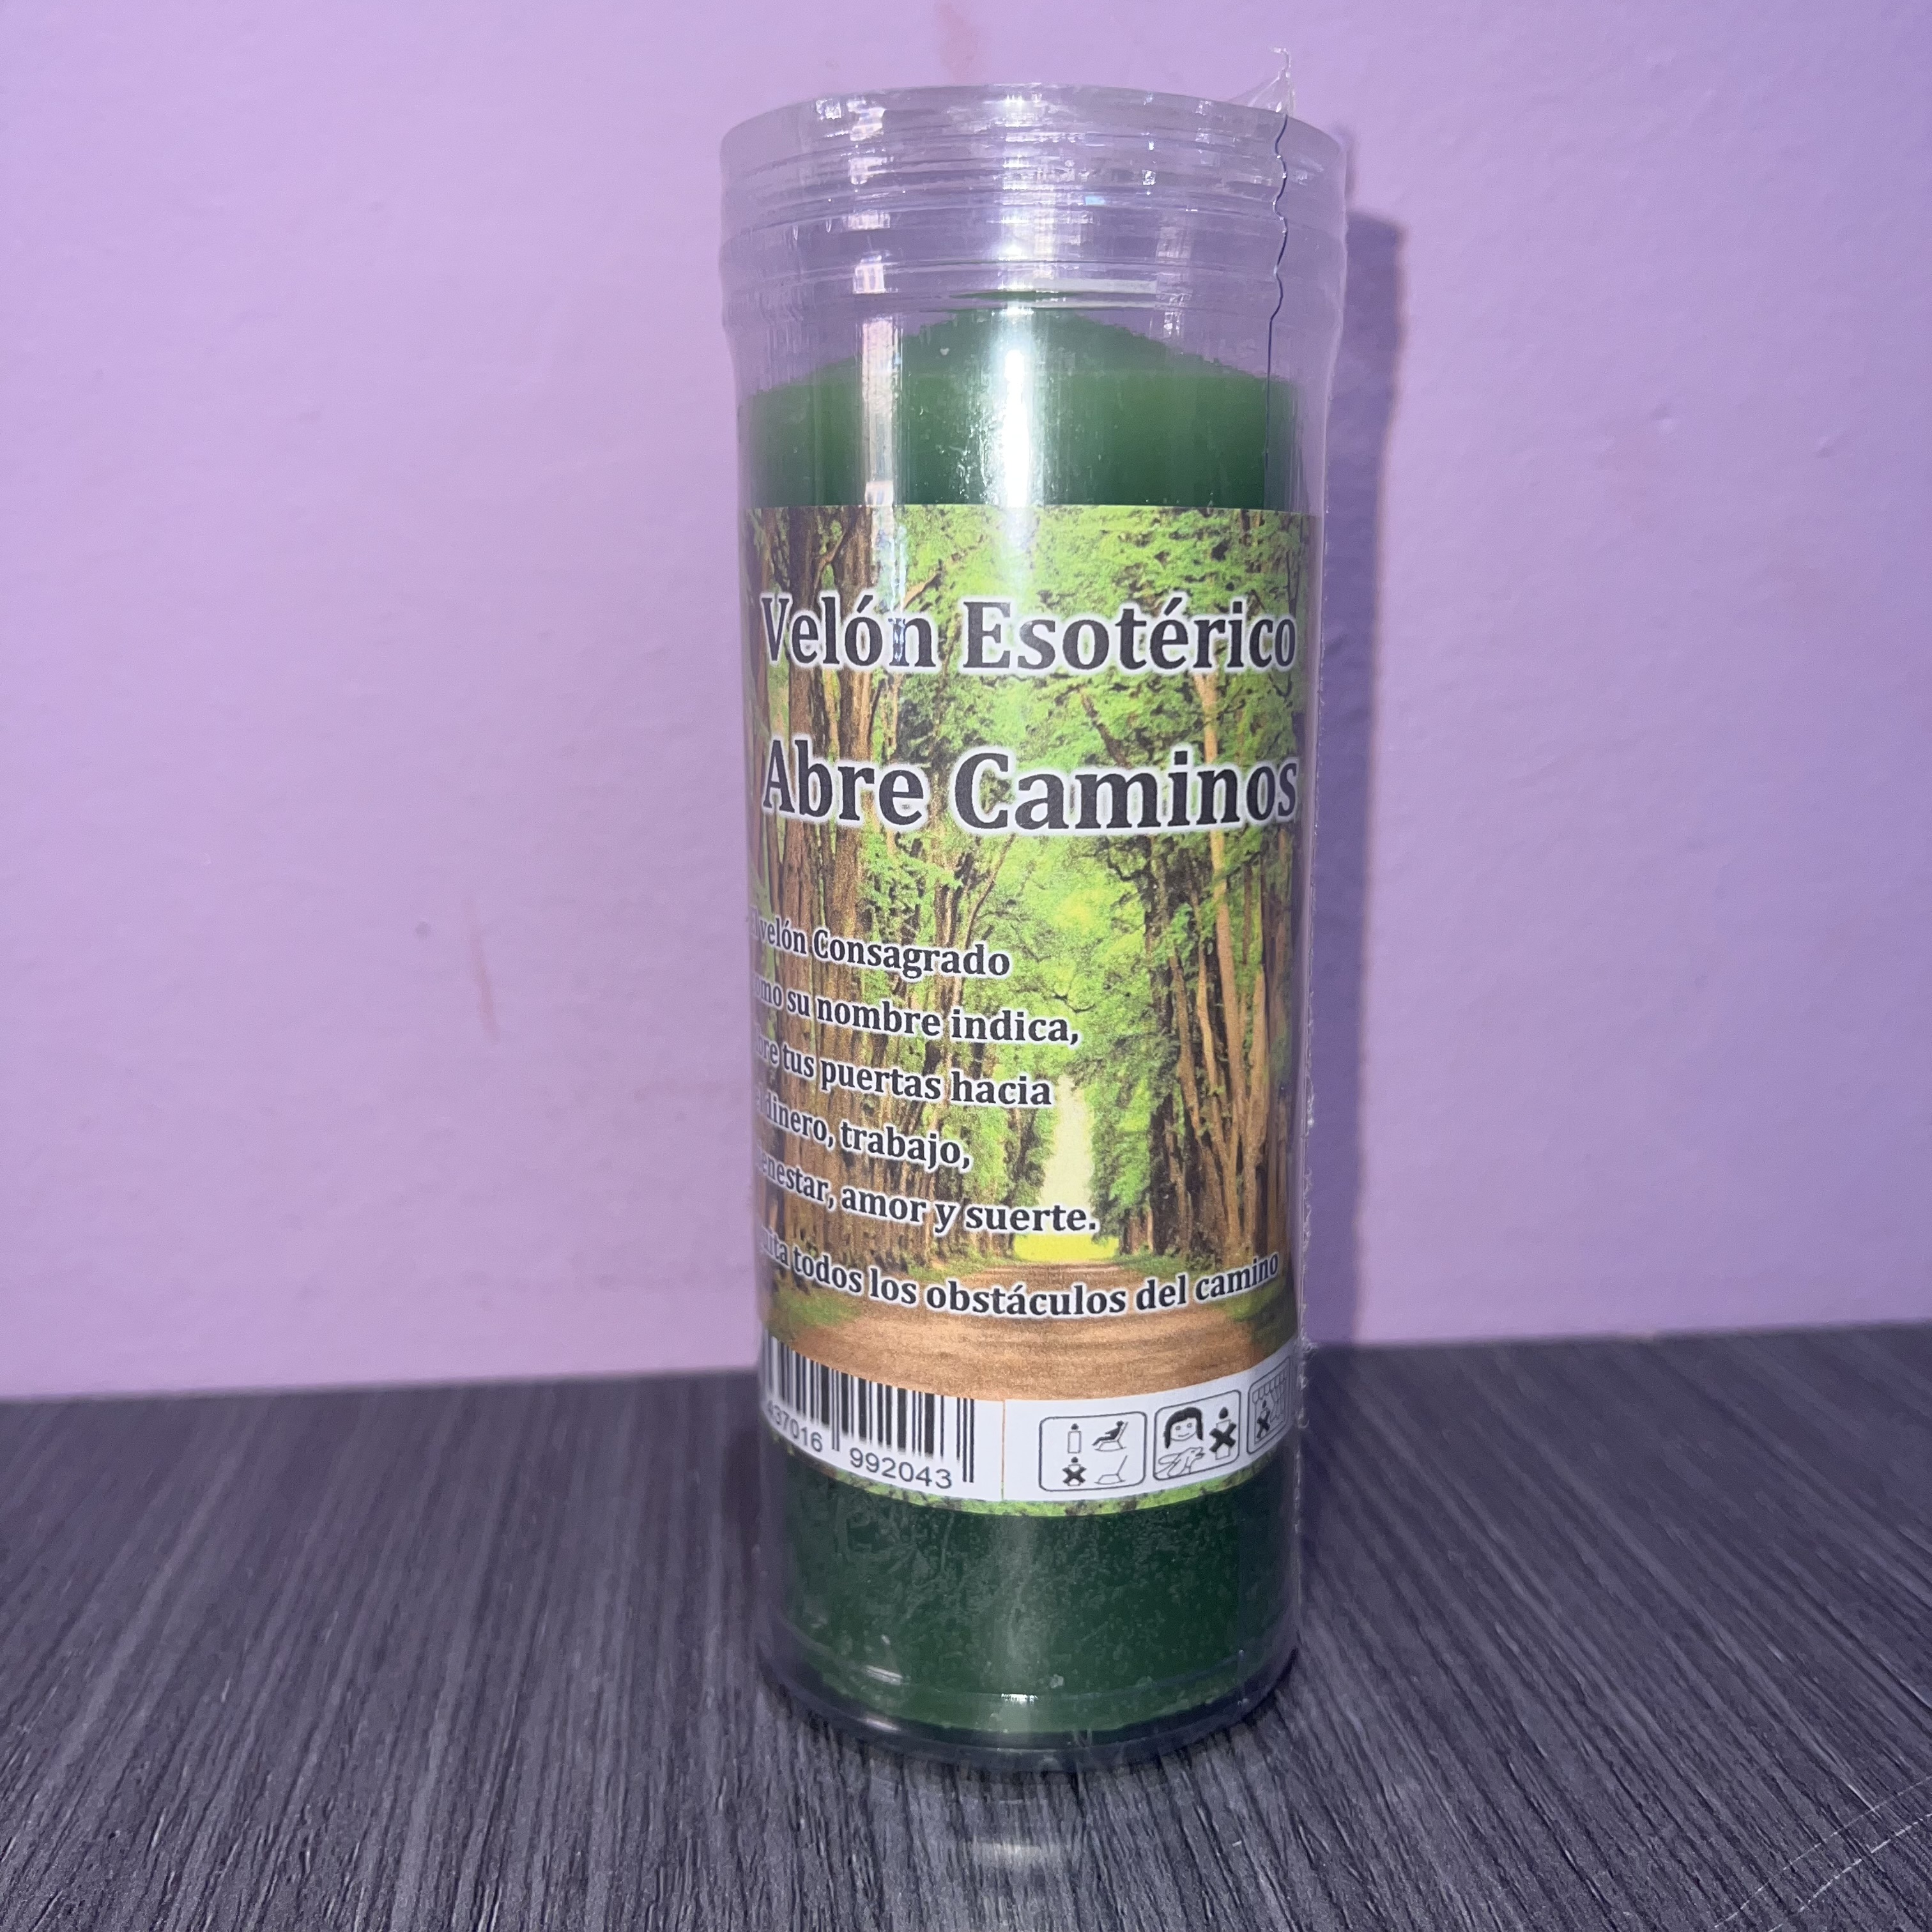 Velón Esotérico
Abre Caminos
velón Consagrado
su nombre indica,
tus puertas hacia
dinero, trabajo,
amor y suerte.
todos los obstáculos del camino
437016 992043